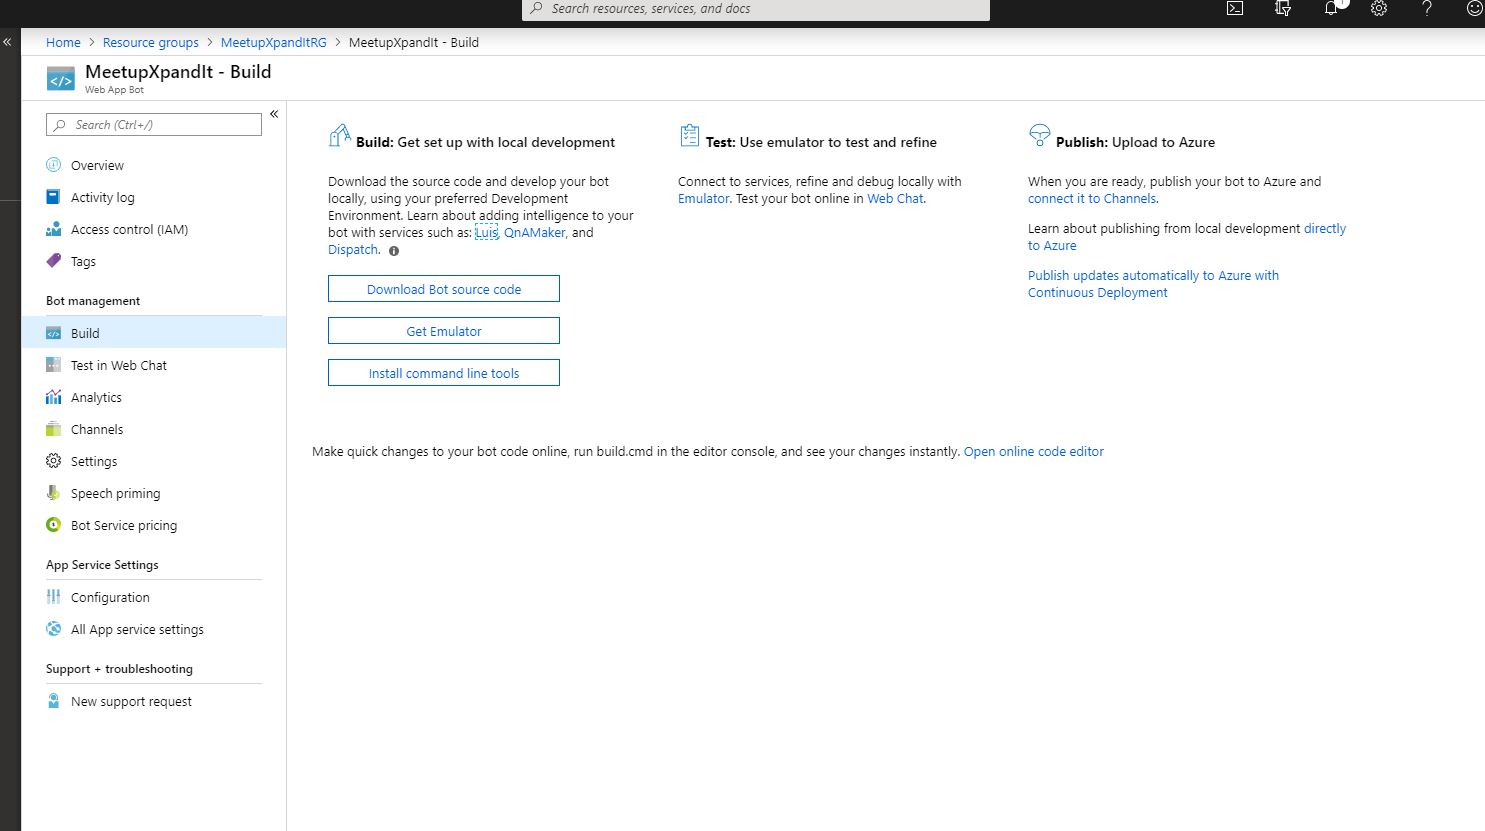 Search resources, services, and docs
1
«
Home > Resource groups > MeetupXpandItRG > MeetupXpandIt - Build
MeetupXpandIt - Build
Web App Bot
Search (Ctrl+/)
«
Overview
Activity log
Access control (IAM)
Tags
Bot management
Build
Test in Web Chat
Analytics
Channels
Settings
Speech priming
Bot Service pricing
App Service Settings
Configuration
All App service settings
Support + troubleshooting
New support request
Build: Get set up with local development
Download the source code and develop your bot
locally, using your preferred Development
Environment. Learn about adding intelligence to your
bot with services such as: Luis, QnAMaker, and
Dispatch.
Download Bot source code
Get Emulator
Install command line tools
Test: Use emulator to test and refine
Connect to services, refine and debug locally with
Emulator. Test your bot online in Web Chat.
Publish: Upload to Azure
When you are ready, publish your bot to Azure and
connect it to Channels.
Learn about publishing from local development directly
to Azure
Publish updates automatically to Azure with
Continuous Deployment
Make quick changes to your bot code online, run build.cmd in the editor console, and see your changes instantly. Open online code editor